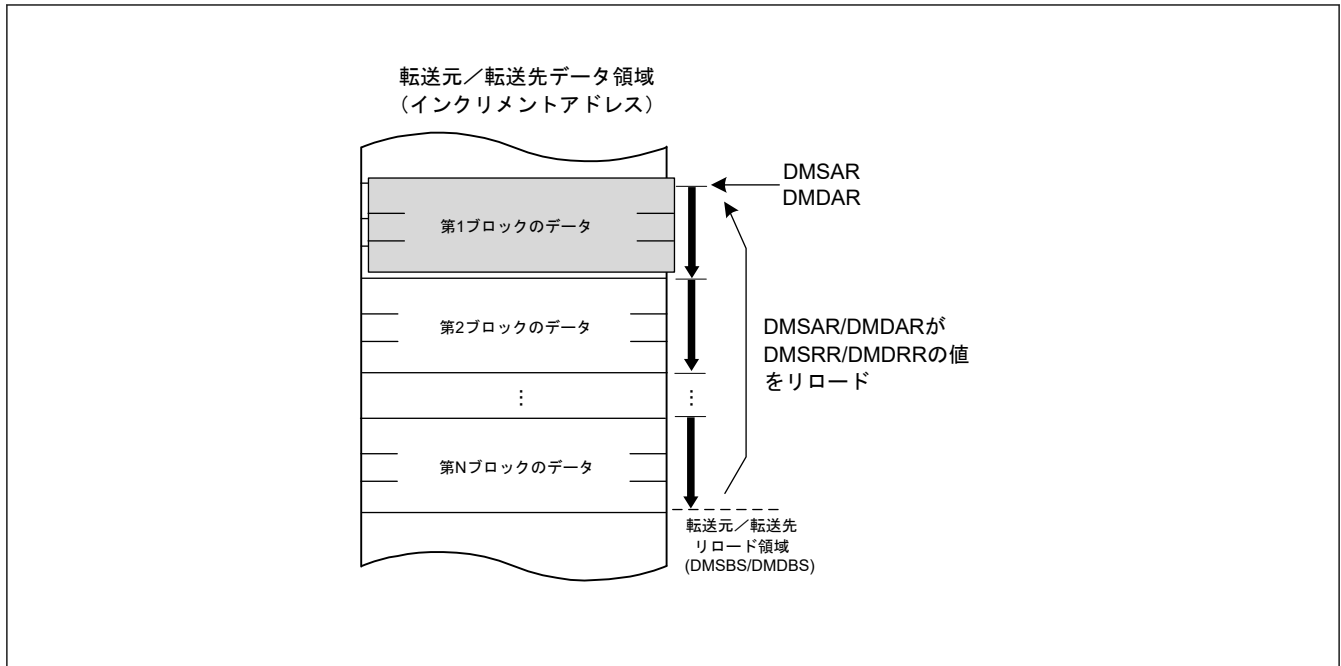 転送元／転送先データ領域
（インクリメントアドレス）
DMSAR
DMDAR
第1ブロックのデータ
第2ブロックのデータ
DMSAR/DMDARが
DMSRR/DMDRRの値
をリロード
⋮ ⋮
第Nブロックのデータ
転送元／転送先
リロード領域
(DMSBS/DMDBS)